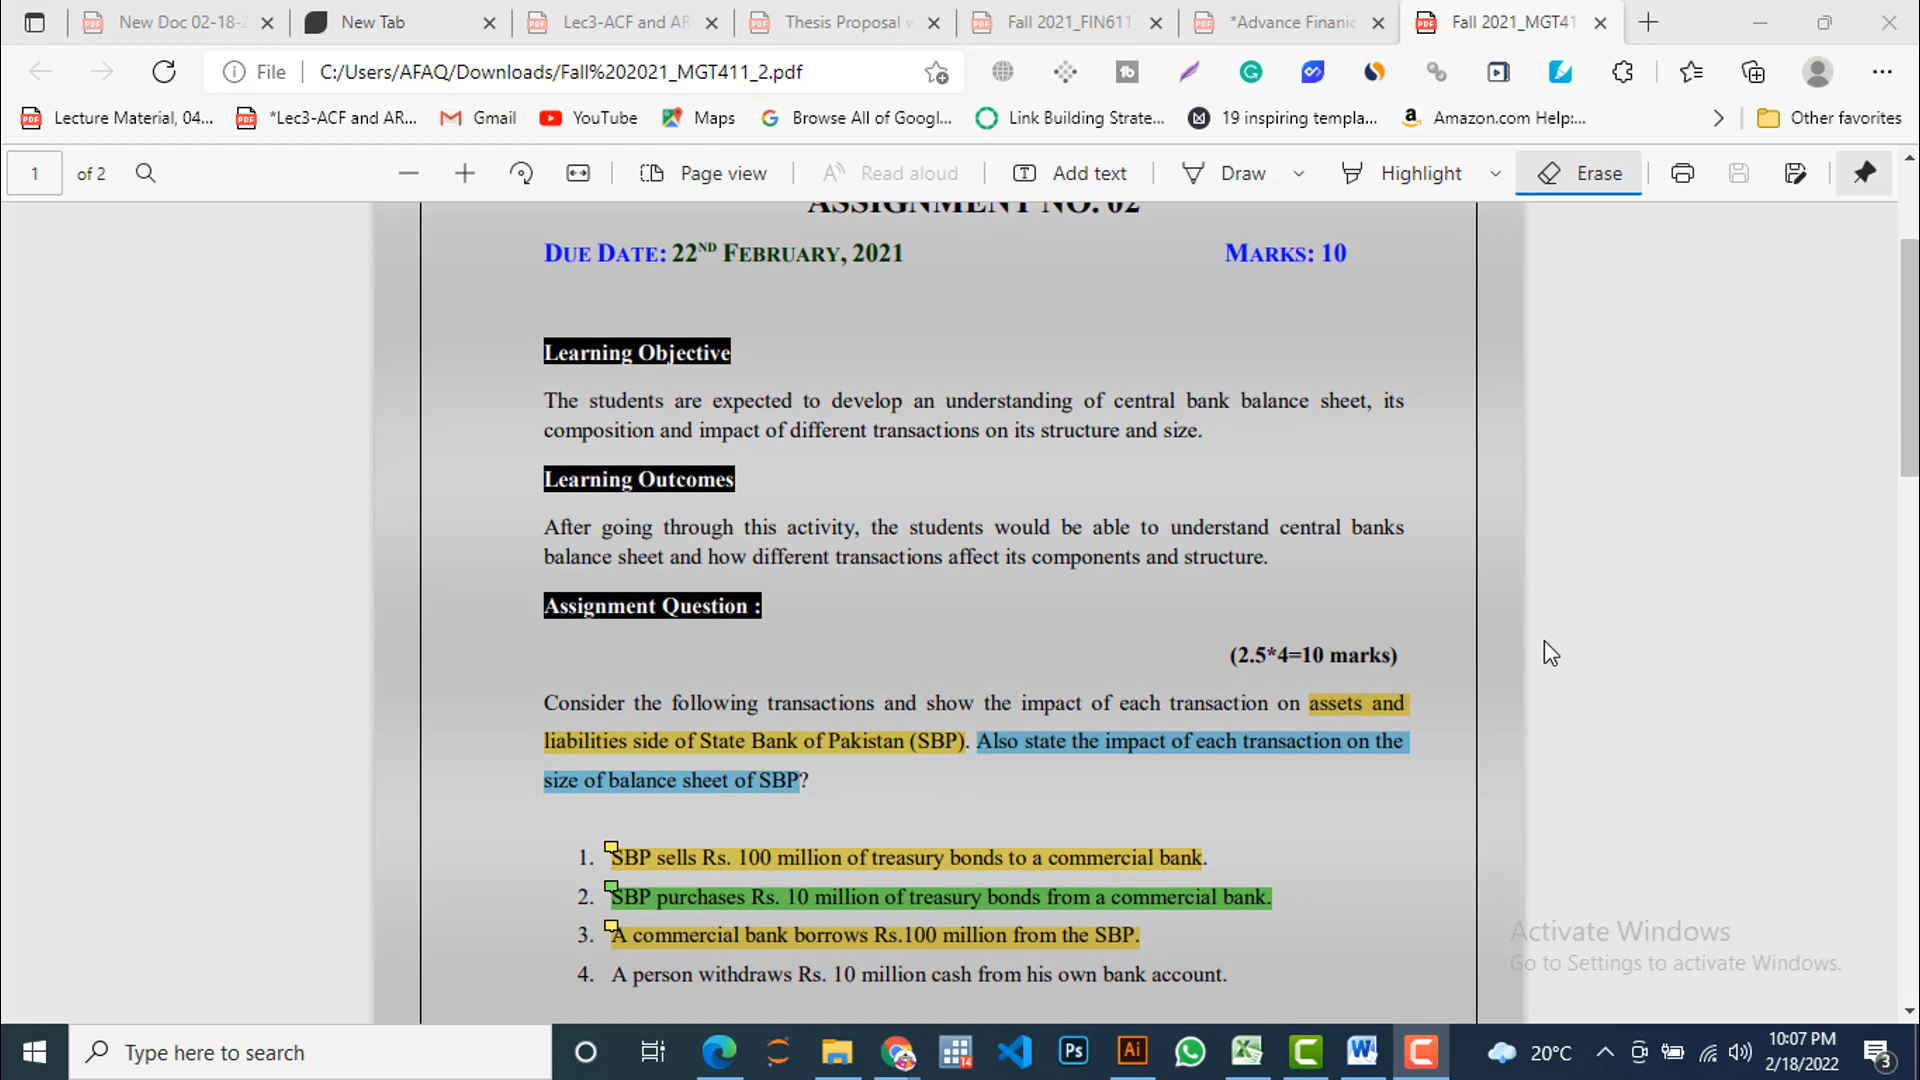 New Doc 02-18-2
New Tab
Lec3-ACF and AR
Thesis Proposal w
Fall 2021_FIN611_
*Advance Financi
Fall 2021_MGT41
File
C:/Users/AFAQ/Downloads/Fall%202021_MGT411_2.pdf
Lecture Material, 04...
*Lec3-ACF and AR...
Gmail
YouTube
Maps
Browse All of Googl...
Link Building Strate...
19 inspiring templa...
Amazon.com Help:...
Other favorites
1 of 2
Page view
Read aloud
Add text
Draw
Highlight
Erase
ASSIGNMENT NO. 02
DUE DATE: 22ND FEBRUARY, 2021 MARKS: 10
Learning Objective
The students are expected to develop an understanding of central bank balance sheet, its
composition and impact of different transactions on its structure and size.
Learning Outcomes
After going through this activity, the students would be able to understand central banks
balance sheet and how different transactions affect its components and structure.
Assignment Question :
(2.5*4=10 marks)
Consider the following transactions and show the impact of each transaction on assets and
liabilities side of State Bank of Pakistan (SBP). Also state the impact of each transaction on the
size of balance sheet of SBP?
1. SBP sells Rs. 100 million of treasury bonds to a commercial bank.
2. SBP purchases Rs. 10 million of treasury bonds from a commercial bank.
3. A commercial bank borrows Rs.100 million from the SBP.
4. A person withdraws Rs. 10 million cash from his own bank account.
Activate Windows
Go to Settings to activate Windows.
Type here to search
14
Ps
Ai
20°C
10:07 PM
2/18/2022
3